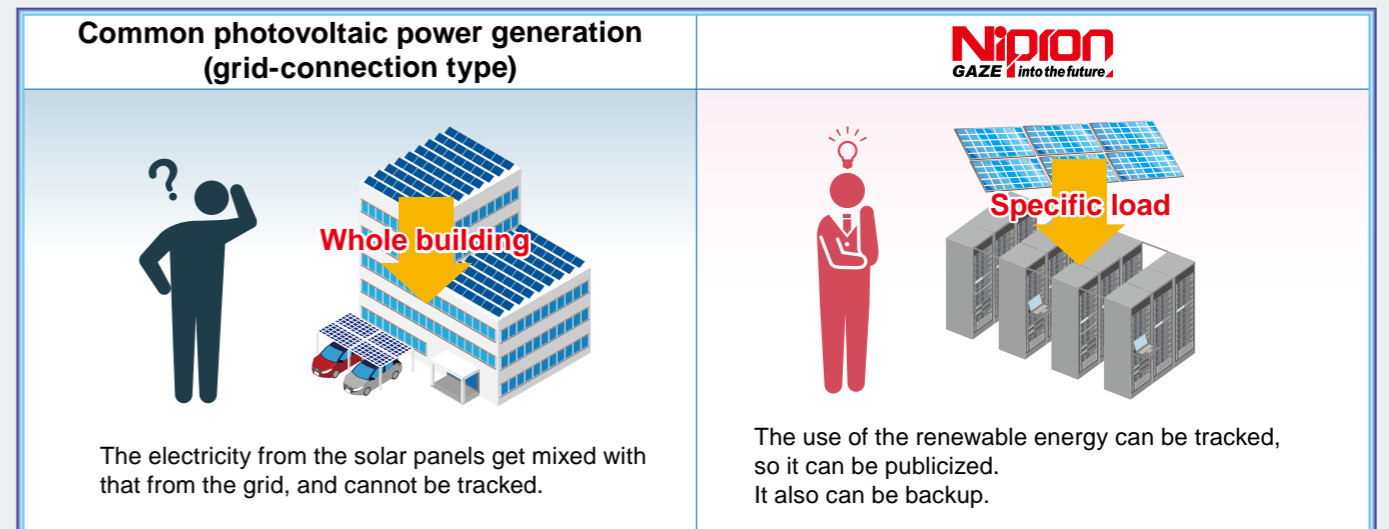 Common photovoltaic power generation
(grid-connection type)
Nipron
GAZE into the future
?
Whole building
Specific load
The electricity from the solar panels get mixed with
that from the grid, and cannot be tracked.
The use of the renewable energy can be tracked,
so it can be publicized.
It also can be backup.